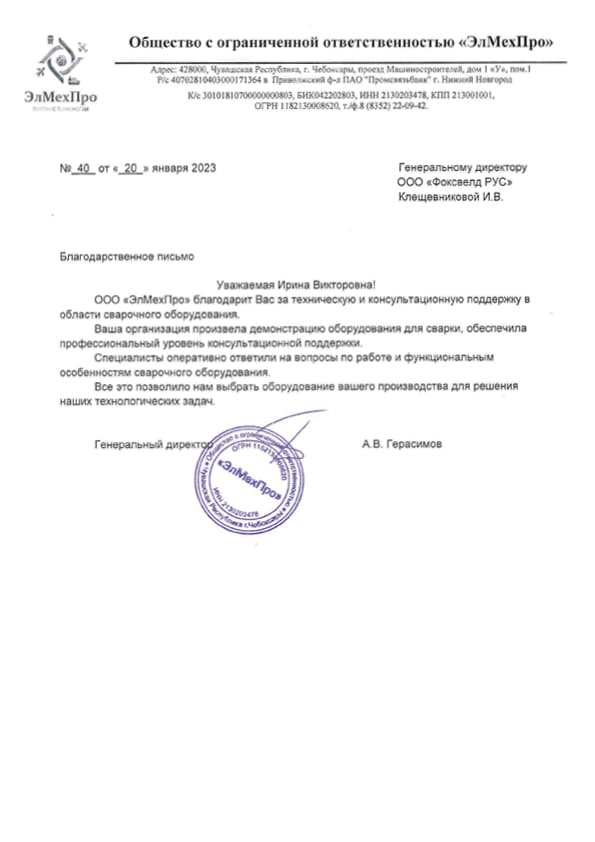 Общество с ограниченной ответственностью «ЭлМехПро»
Адрес: 428000, Чувашская Республика, г. Чебоксары, проезд Машиностроителей, дом 1 «У», пом.1
Р/с 40702810403000171364 в Приволжский ф-л ПАО "Промсвязьбанк" г. Нижний Новгород
К/с 30101810700000000803, БИК042202803, ИНН 2130203478, КПП 213001001,
ОГРН 1182130008620, т./ф.8 (8352) 22-09-42.
ЭлМехПро
№ 40 от « 20 » января 2023
Генеральному директору
ООО «Фоксвелд РУС»
Клещевниковой И.В.
Благодарственное письмо
Уважаемая Ирина Викторовна!
ООО «ЭлМехПро» благодарит Вас за техническую и консультационную поддержку в
области сварочного оборудования.
Ваша организация произвела демонстрацию оборудования для сварки, обеспечила
профессиональный уровень консультационной поддержки.
Специалисты оперативно ответили на вопросы по работе и функциональным
особенностям сварочного оборудования.
Все это позволило нам выбрать оборудование вашего производства для решения
наших технологических задач.
Генеральный директор
А.В. Герасимов
Общество с ограниченной ответственностью
Чувашская Республика г.Чебоксары
ОГРН 1182130008620
«ЭлМехПро»
ИНН 2130203478